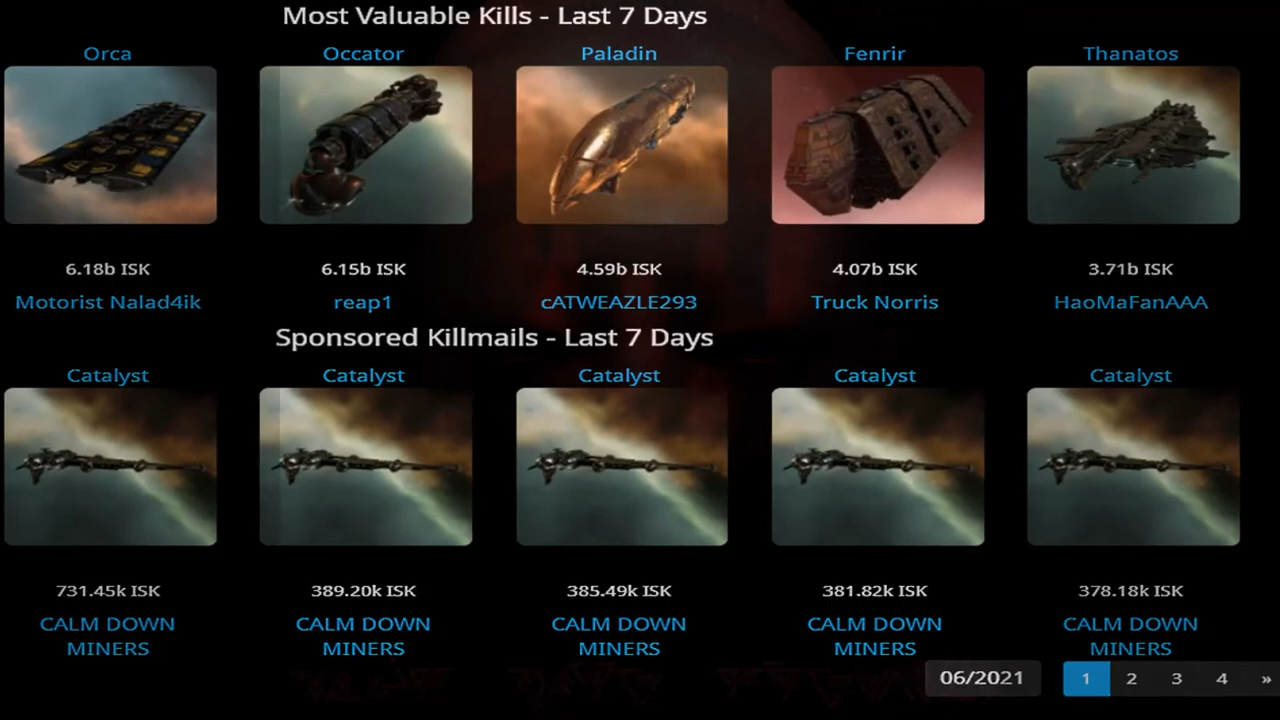 Most Valuable Kills - Last 7 Days
Orca
Occator
Paladin
Fenrir
Thanatos
6.18b ISK
6.15b ISK
4.59b ISK
4.07b ISK
3.71b ISK
Motorist Nalad4ik
reap1
cATWEAZLE293
Truck Norris
HaoMaFanAAA
Sponsored Killmails - Last 7 Days
Catalyst
Catalyst
Catalyst
Catalyst
Catalyst
731.45k ISK
389.20k ISK
385.49k ISK
381.82k ISK
378.18k ISK
CALM DOWN
MINERS
CALM DOWN
MINERS
CALM DOWN
MINERS
CALM DOWN
MINERS
CALM DOWN
MINERS
06/2021
1 2 3 4 »